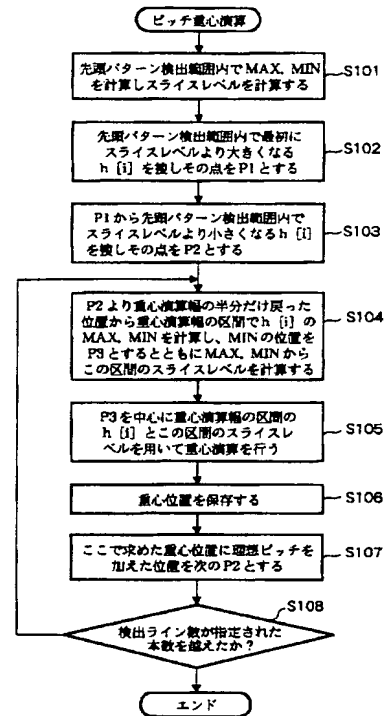 ピッチ重心演算
S101
先頭パターン検出範囲内でMAX, MIN
を計算しスライスレベルを計算する
S102
先頭パターン検出範囲内で最初に
スライスレベルより大きくなる
h [i] を捜しその点をP1とする
S103
P1から先頭パターン検出範囲内で
スライスレベルより小さくなるh [i]
を捜しその点をP2とする
S104
P2より重心演算幅の半分だけ戻った
位置から重心演算幅の区間でh [i] の
MAX, MINを計算し、MINの位置を
P3とするとともにMAX, MINから
この区間のスライスレベルを計算する
S105
P3を中心に重心演算幅の区間の
h [i] とこの区間のスライスレ
ベルを用いて重心演算を行う
S106
重心位置を保存する
S107
ここで求めた重心位置に理想ピッチを
加えた位置を次のP2とする
S108
検出ライン数が指定された
本数を越えたか？
エンド